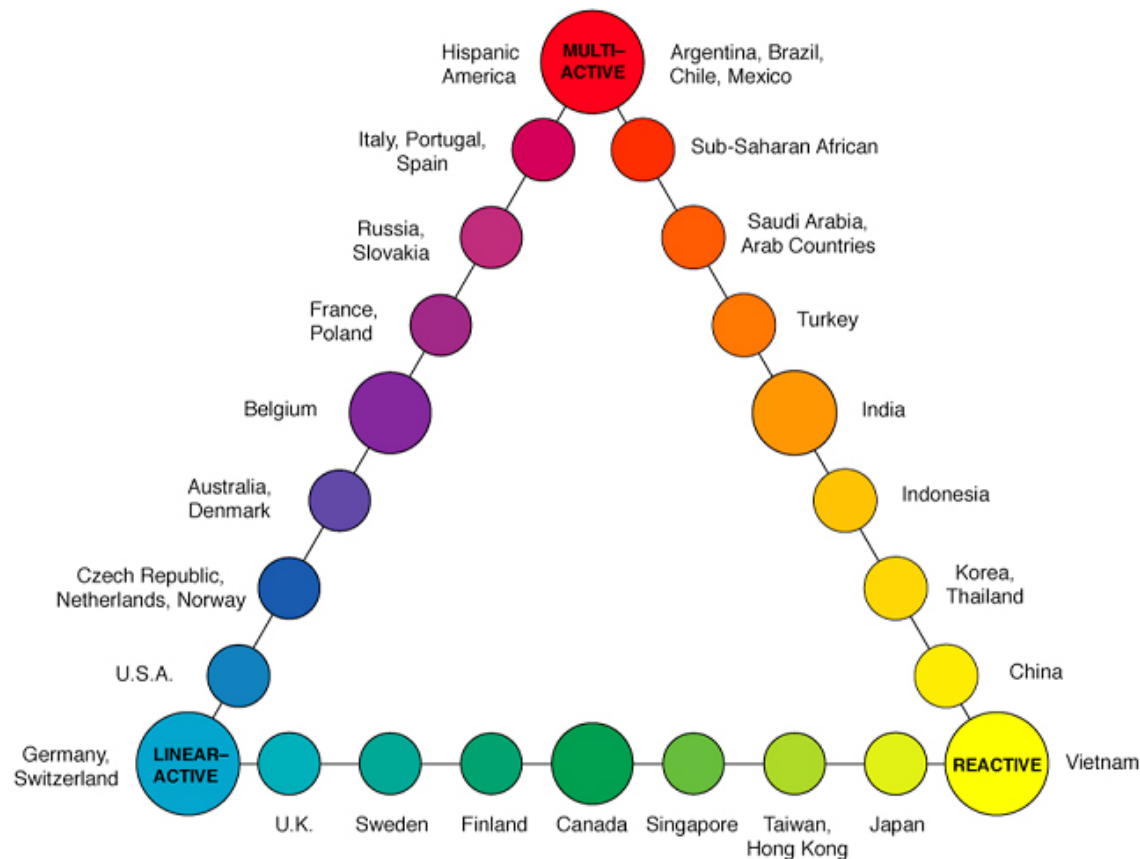 Hispanic
America
MULTI–
ACTIVE
Argentina, Brazil,
Chile, Mexico
Italy, Portugal,
Spain
Sub-Saharan African
Russia,
Slovakia
Saudi Arabia,
Arab Countries
France,
Poland
Turkey
Belgium
India
Australia,
Denmark
Indonesia
Czech Republic,
Netherlands, Norway
Korea,
Thailand
U.S.A.
China
Germany,
Switzerland
LINEAR–
ACTIVE
REACTIVE
Vietnam
U.K.
Sweden
Finland
Canada
Singapore
Taiwan,
Hong Kong
Japan